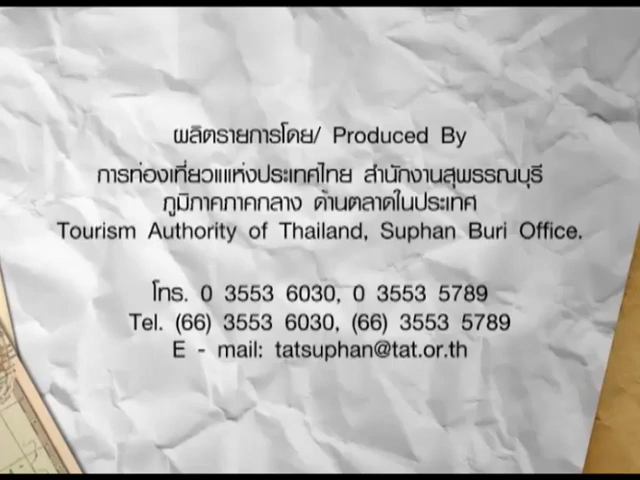 ผลิตรายการโดย/ Produced By
การท่องเที่ยวแห่งประเทศไทย สำนักงานสุพรรณบุรี
ภูมิภาคภาคกลาง ด้านตลาดในประเทศ
Tourism Authority of Thailand, Suphan Buri Office.
โทร. 0 3553 6030, 0 3553 5789
Tel. (66) 3553 6030, (66) 3553 5789
E - mail: tatsuphan@tat.or.th